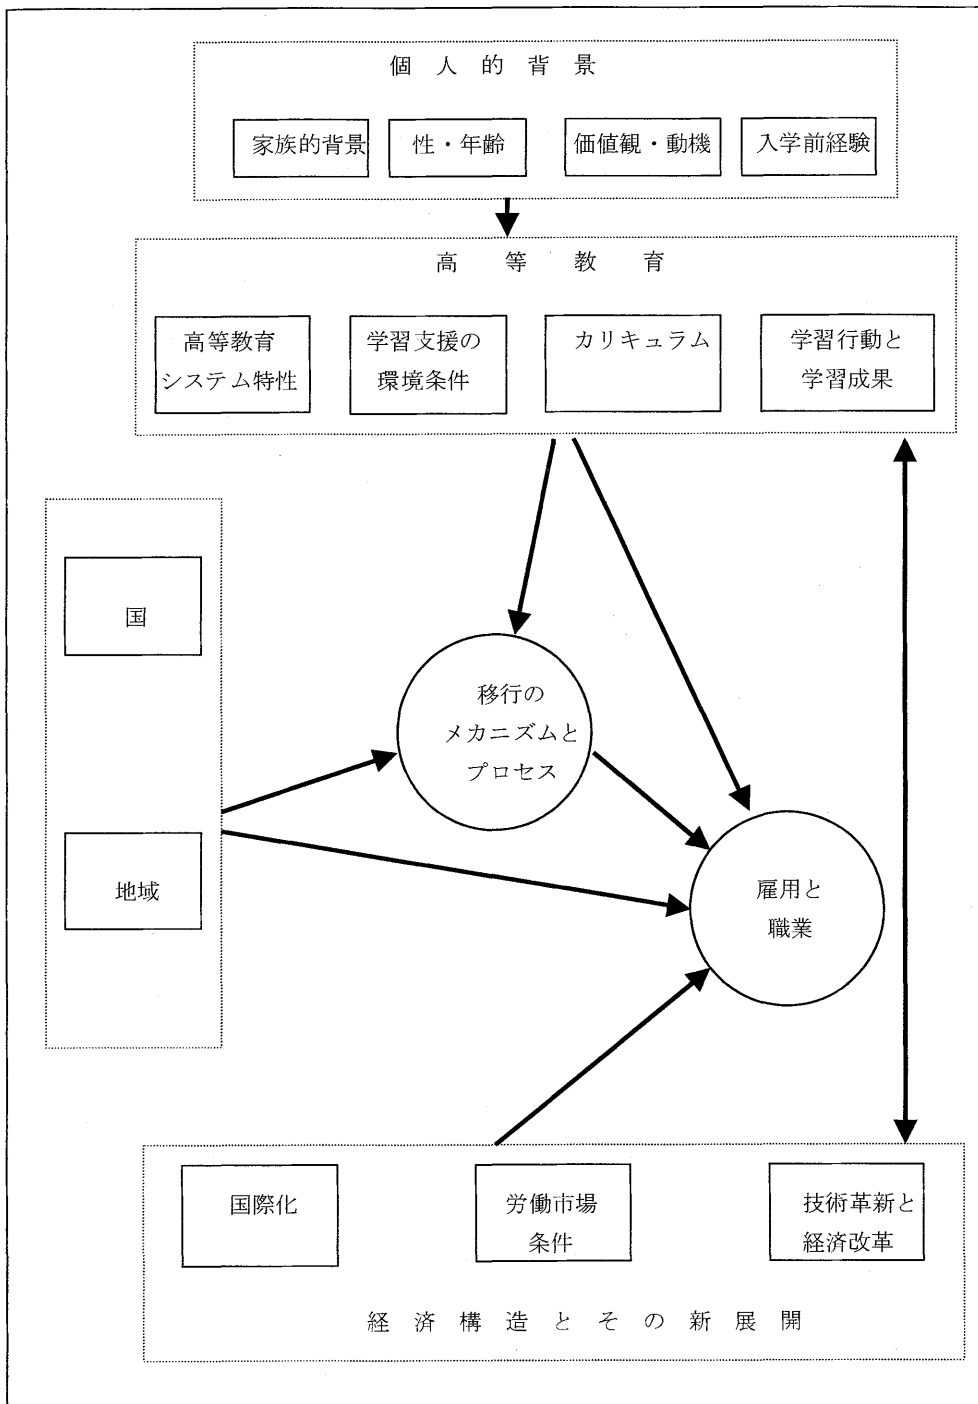 個人的背景
家族的背景
性・年齢
価値観・動機
入学前経験
高等教育
高等教育
システム特性
学習支援の
環境条件
カリキュラム
学習行動と
学習成果
国
地域
移行の
メカニズムと
プロセス
雇用と
職業
国際化
労働市場
条件
技術革新と
経済改革
経済構造とその新展開